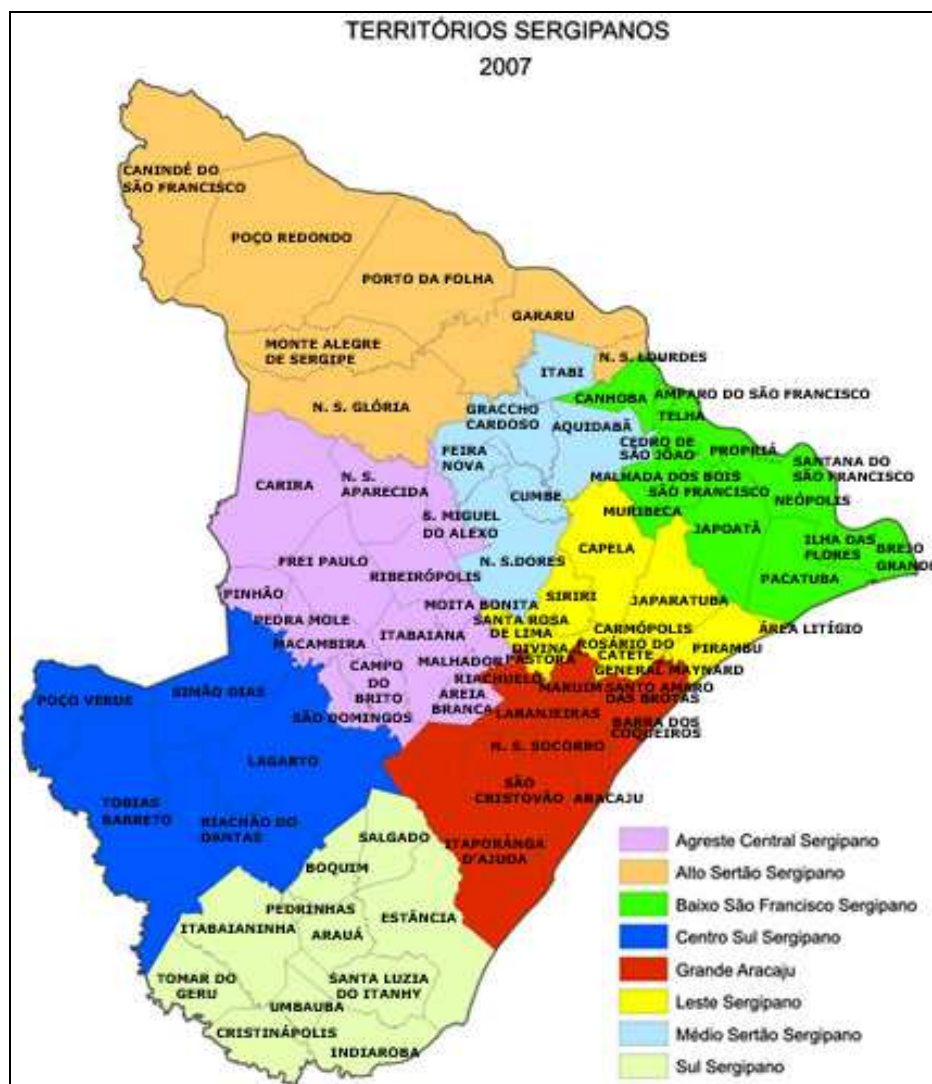 TERRITÓRIOS SERGIPANOS
2007
CANINDÉ DO
SÃO FRANCISCO
POÇO REDONDO
PORTO DA FOLHA
GARARU
MONTE ALEGRE
DE SERGIPE
N. S. LOURDES
ITABI
CANHOBA
AMPARO DO SÃO FRANCISCO
N. S. GLÓRIA
GRACCHO
CARDOSO
TELHA
AQUIDABÃ
CEDRO DE
SÃO JOÃO
PROPRIÁ
FEIRA
NOVA
SANTANA DO
SÃO FRANCISCO
N. S.
APARECIDA
CARIRA
MALHADA DOS BOIS
SÃO FRANCISCO
NEÓPOLIS
CUMBE
MURIBECA
S. MIGUEL
DO ALEXO
JAPOATÃ
ILHA DAS
FLORES
BREJO
GRANDE
FREI PAULO
N. S.DORES
CAPELA
RIBEIRÓPOLIS
PACATUBA
PINHÃO
SIRIRI
JAPARATUBA
MOITA BONITA
PEDRA MOLE
SANTA ROSA
DE LIMA
CARMÓPOLIS
ÁREA LITÍGIO
MACAMBIRA
ITABAIANA
DIVINA
PASTORA
ROSÁRIO DO
CATETE
PIRAMBU
MALHADOR
GENERAL MAYNARD
CAMPO
DO
BRITO
RIACHUELO
MARUIM
SANTO AMARO
DAS BROTAS
POÇO VERDE
SIMÃO DIAS
AREIA
BRANCA
SÃO DOMINGOS
LARANJEIRAS
BARRA DOS
COQUEIROS
N. S. SOCORRO
LAGARTO
SÃO
CRISTOVÃO
ARACAJU
TOBIAS
BARRETO
RIACHÃO DO
DANTAS
SALGADO
ITAPORÂNGA
D'AJUDA
BOQUIM
PEDRINHAS
ESTÂNCIA
ITABAIANINHA
ARAUÁ
TOMAR DO
GERU
SANTA LUZIA
DO ITANHY
UMBAUBA
CRISTINÁPOLIS
INDIAROBA
Agreste Central Sergipano
Alto Sertão Sergipano
Baixo São Francisco Sergipano
Centro Sul Sergipano
Grande Aracaju
Leste Sergipano
Médio Sertão Sergipano
Sul Sergipano